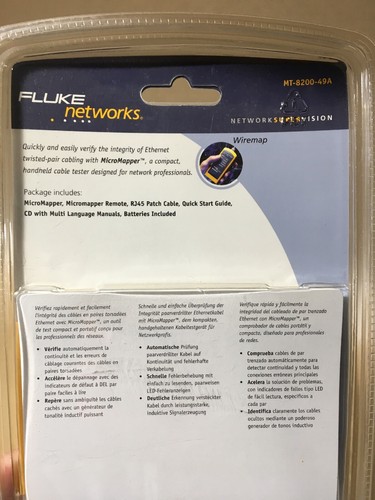 MT-8200-49A
FLUKE
networks®
NETWORKSUPERVISION
Wiremap
Quickly and easily verify the integrity of Ethernet
twisted-pair cabling with MicroMapper™, a compact,
handheld cable tester designed for network professionals.
Package includes:
MicroMapper, Micromapper Remote, RJ45 Patch Cable, Quick Start Guide,
CD with Multi Language Manuals, Batteries Included
Vérifiez rapidement et facilement
l'intégrité des câbles en paires torsadées
Ethernet avec MicroMapper™, un outil
de test compact et portatif conçu pour
les professionnels des réseaux.
• Vérifie automatiquement la
continuité et les erreurs de
câblage courantes des câbles en
paires torsadées
• Accélère le dépannage avec des
indicateurs de défaut à DEL par
paire faciles à lire
• Repère sans ambiguïté les câbles
cachés avec un générateur de
tonalité inductif puissant
Schnelle und einfache Überprüfung der
Integrität paarverdrillter Ethernetkabel
mit MicroMapper™, dem kompakten,
handgehaltenen Kabeltestgerät für
Netzwerkprofis.
• Automatische Prüfung
paarverdrillter Kabel auf
Kontinuität und fehlerhafte
Verkabelung
• Schnelle Fehlerbehebung mit
einfach zu lesenden, paarweisen
LED-Fehleranzeigen
• Deutliche Erkennung versteckter
Kabel durch leistungsstarke,
induktive Signalerzeugung
Verifique rápida y fácilmente la
integridad del cableado de par trenzado
Ethernet con MicroMapper™, un
comprobador de cables portátil y
compacto, diseñado para profesionales
de redes.
• Comprueba cables de par
trenzado automáticamente para
detectar continuidad y todas las
conexiones erróneas principales
• Acelera la solución de problemas,
con indicadores de fallos tipo LED
de fácil lectura, específicos a
cada par
• Identifica claramente los cables
ocultos mediante un poderoso
generador de tonos inductivo